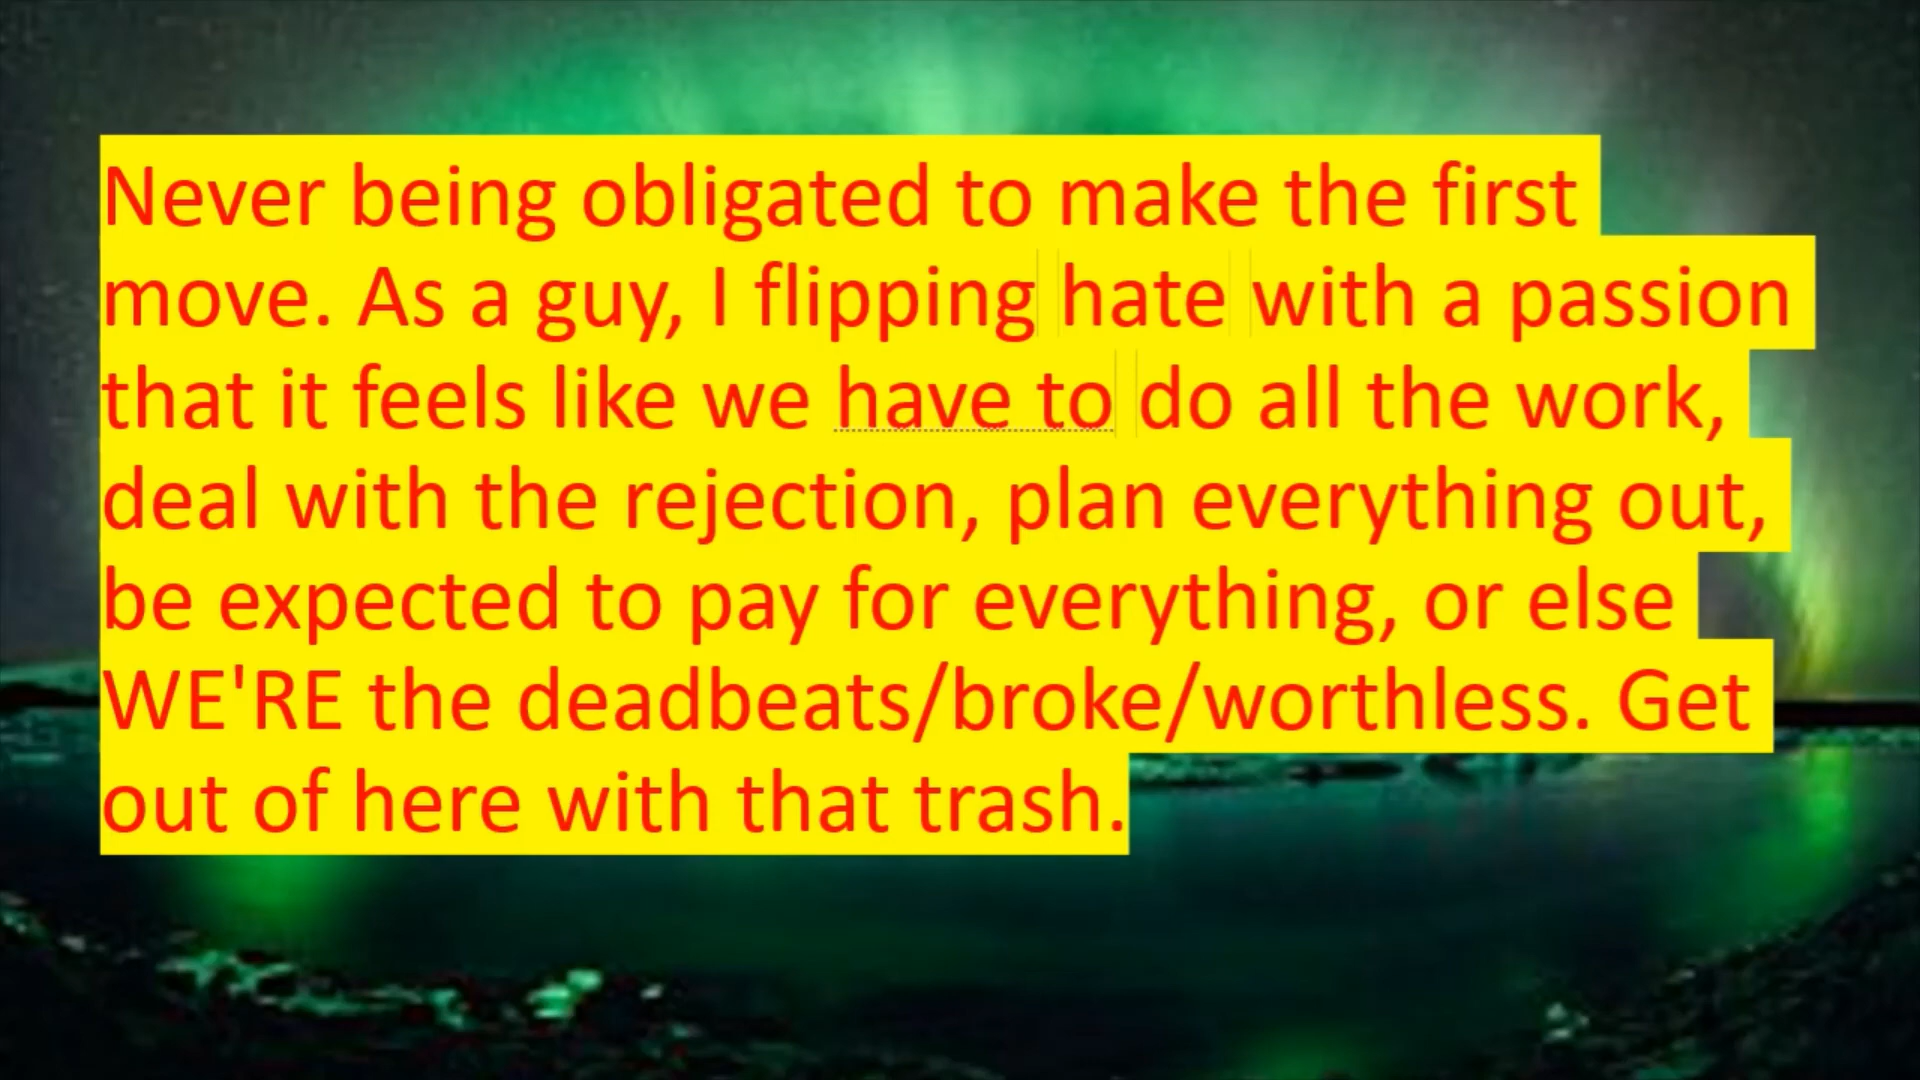 Never being obligated to make the first
move. As a guy, I flipping hate with a passion
that it feels like we have to do all the work,
deal with the rejection, plan everything out,
be expected to pay for everything, or else
WE'RE the deadbeats/broke/worthless. Get
out of here with that trash.